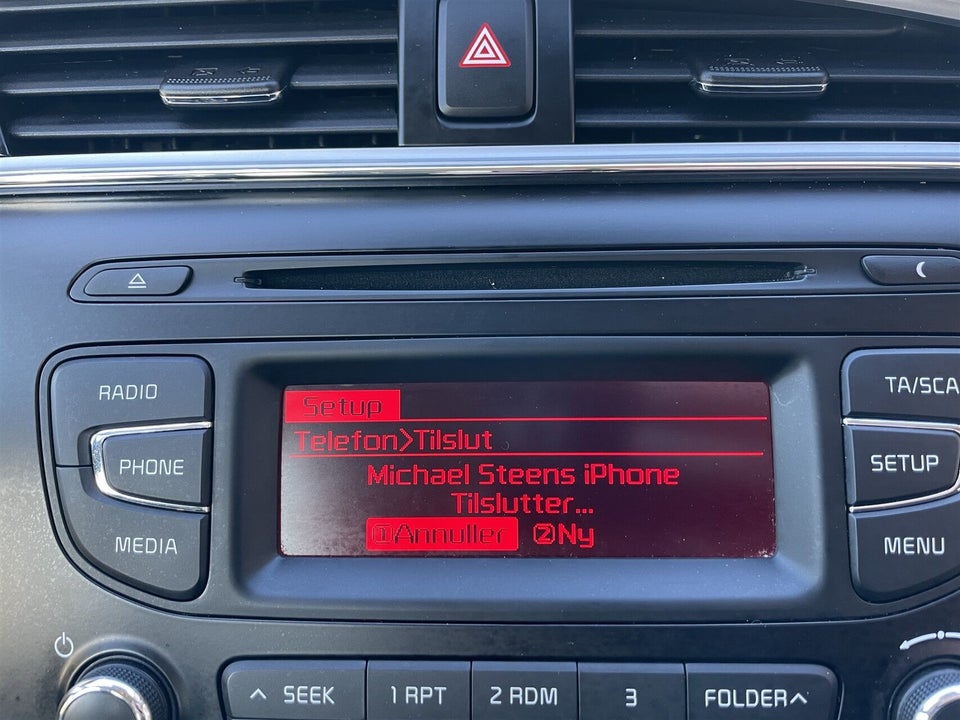 RADIO
PHONE
MEDIA
Setup
Telefon>Tilslut
Michael Steens iPhone
Tilslutter...
1Annuller 2Ny
TA/SCA
SETUP
MENU
SEEK
1 RPT
2 RDM
3
FOLDER